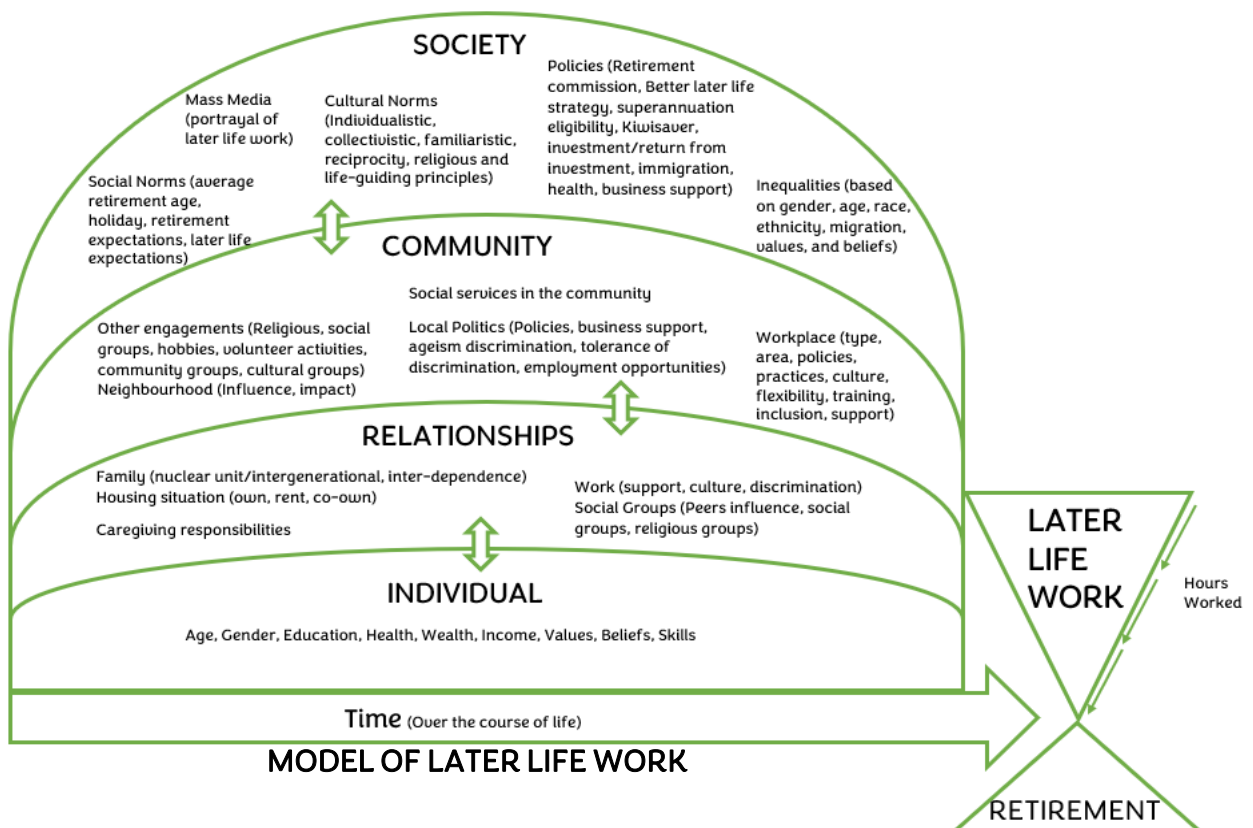 SOCIETY
Mass Media
(portrayal of
later life work)
Cultural Norms
(Individualistic,
collectivistic, familiaristic,
reciprocity, religious and
life-guiding principles)
Policies (Retirement
commission, Better later life
strategy, superannuation
eligibility, Kiwisaver,
investment/return from
investment, immigration,
health, business support)
Social Norms (average
retirement age,
holiday, retirement
expectations, later life
expectations)
Inequalities (based
on gender, age, race,
ethnicity, migration,
values, and beliefs)
COMMUNITY
Social services in the community
Other engagements (Religious, social
groups, hobbies, volunteer activities,
community groups, cultural groups)
Neighbourhood (Influence, impact)
Local Politics (Policies, business support,
ageism discrimination, tolerance of
discrimination, employment opportunities)
Workplace (type,
area, policies,
practices, culture,
flexibility, training,
inclusion, support)
RELATIONSHIPS
Family (nuclear unit/intergenerational, inter-dependence)
Housing situation (own, rent, co-own)
Caregiving responsibilities
Work (support, culture, discrimination)
Social Groups (Peers influence, social
groups, religious groups)
INDIVIDUAL
Age, Gender, Education, Health, Wealth, Income, Values, Beliefs, Skills
LATER
LIFE
WORK
Hours
Worked
Time (Over the course of life)
MODEL OF LATER LIFE WORK
RETIREMENT